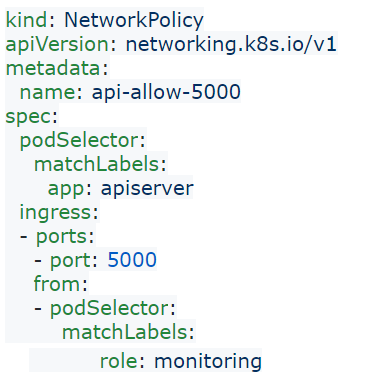 kind: NetworkPolicy
apiVersion: networking.k8s.io/v1
metadata:
  name: api-allow-5000
spec:
  podSelector:
    matchLabels:
      app: apiserver
  ingress:
  - ports:
    - port: 5000
    from:
    - podSelector:
        matchLabels:
          role: monitoring